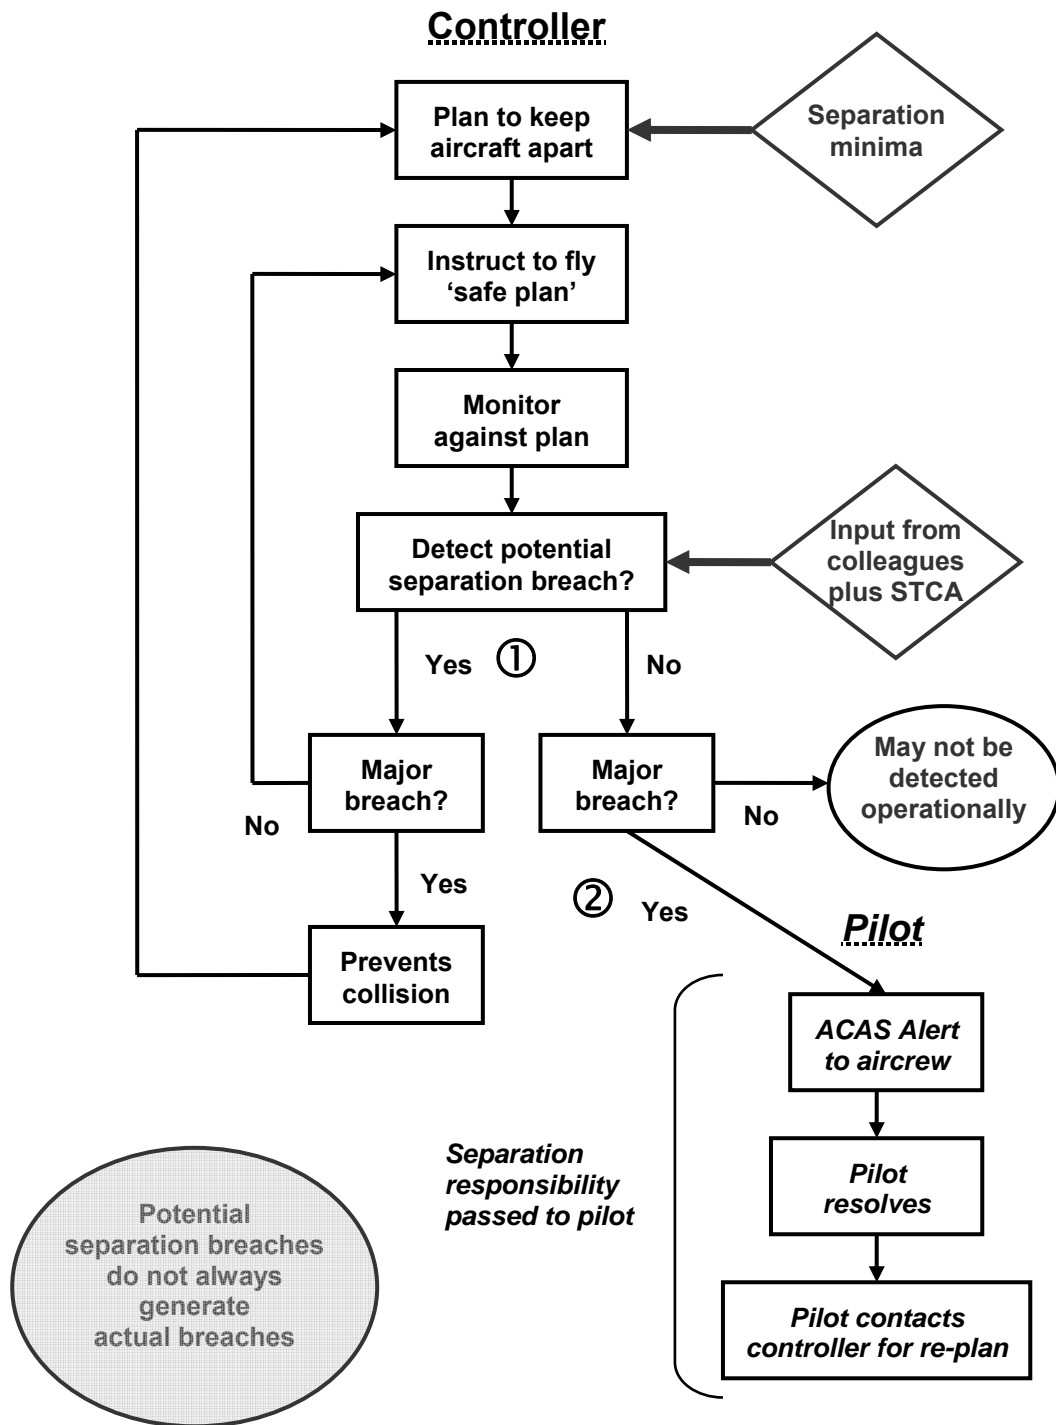 Controller
Plan to keep
aircraft apart
Separation
minima
Instruct to fly
‘safe plan’
Monitor
against plan
Detect potential
separation breach?
Input from
colleagues
plus STCA
Yes
①
No
Major
breach?
Major
breach?
May not be
detected
operationally
No
No
Yes
②
Yes
Pilot
Prevents
collision
ACAS Alert
to aircrew
Separation
responsibility
passed to pilot
Pilot
resolves
Potential
separation breaches
do not always
generate
actual breaches
Pilot contacts
controller for re-plan